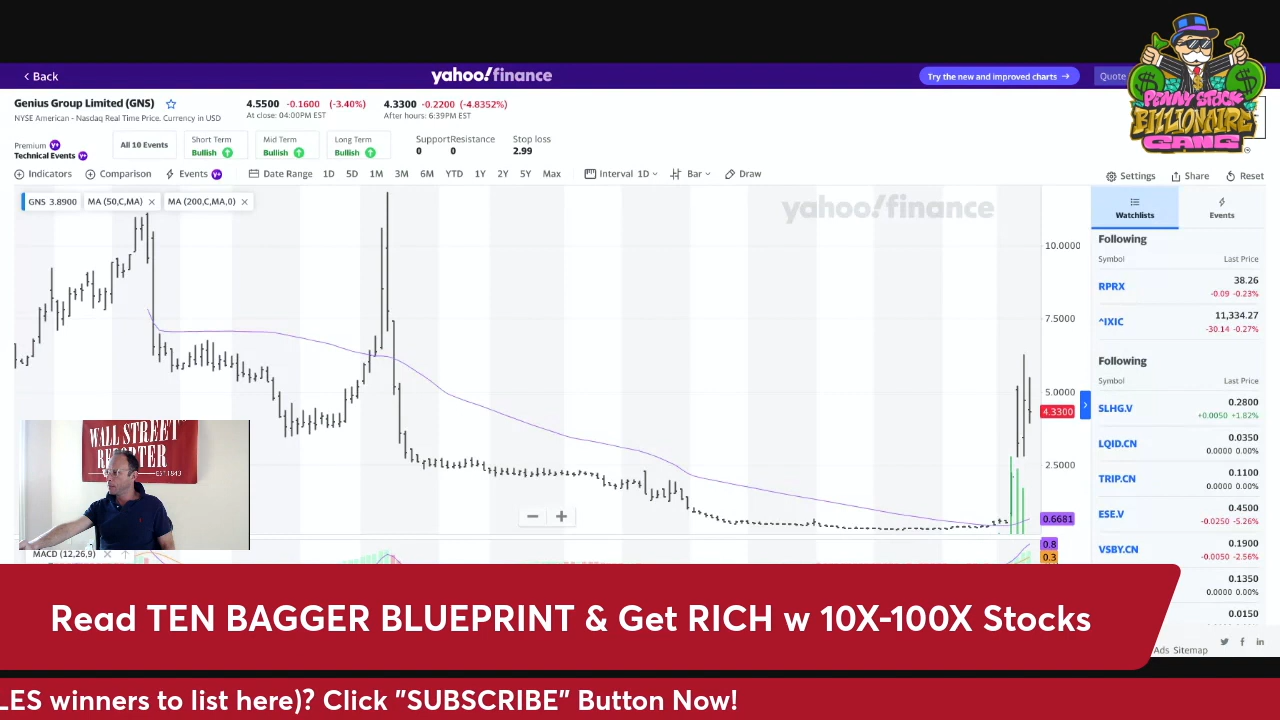 Back
yahoo!finance
Try the new and improved charts →
Quote
PENNY STOCK
BILLIONAIRE
GANG
Genius Group Limited (GNS)
4.5500 -0.1600 (-3.40%)
4.3300 -0.2200 (-4.8352%)
NYSE American - Nasdaq Real Time Price. Currency in USD
At close: 04:00PM EST
After hours: 6:39PM EST
Premium Y+
Technical Events Y+
All 10 Events
Short Term
Bullish
Mid Term
Bullish
Long Term
Bullish
SupportResistance
0 0
Stop loss
2.99
Indicators
Comparison
Events Y+
Date Range 1D 5D 1M 3M 6M YTD 1Y 2Y 5Y Max
Interval 1D
Bar
Draw
Settings
Share
Reset
GNS 3.8900
MA (50,C,MA)
MA (200,C,MA,0)
yahoo!finance
10.0000
7.5000
5.0000
4.3300
2.5000
0.6681
0.8
0.3
MACD (12,26,9)
Watchlists
Events
Following
Symbol Last Price
RPRX 38.26
-0.09 -0.23%
^IXIC 11,334.27
-30.14 -0.27%
Following
Symbol Last Price
SLHG.V 0.2800
+0.0050 +1.82%
LQID.CN 0.0350
0.0000 0.00%
TRIP.CN 0.1100
0.0000 0.00%
ESE.V 0.4500
-0.0250 -5.26%
VSBY.CN 0.1900
-0.0050 -2.56%
0.1350
0.0000 0.00%
0.0150
Ads Sitemap
WALL STREET
REPORTER
EST 1843
Read TEN BAGGER BLUEPRINT & Get RICH w 10X-100X Stocks
LES winners to list here)? Click "SUBSCRIBE" Button Now!